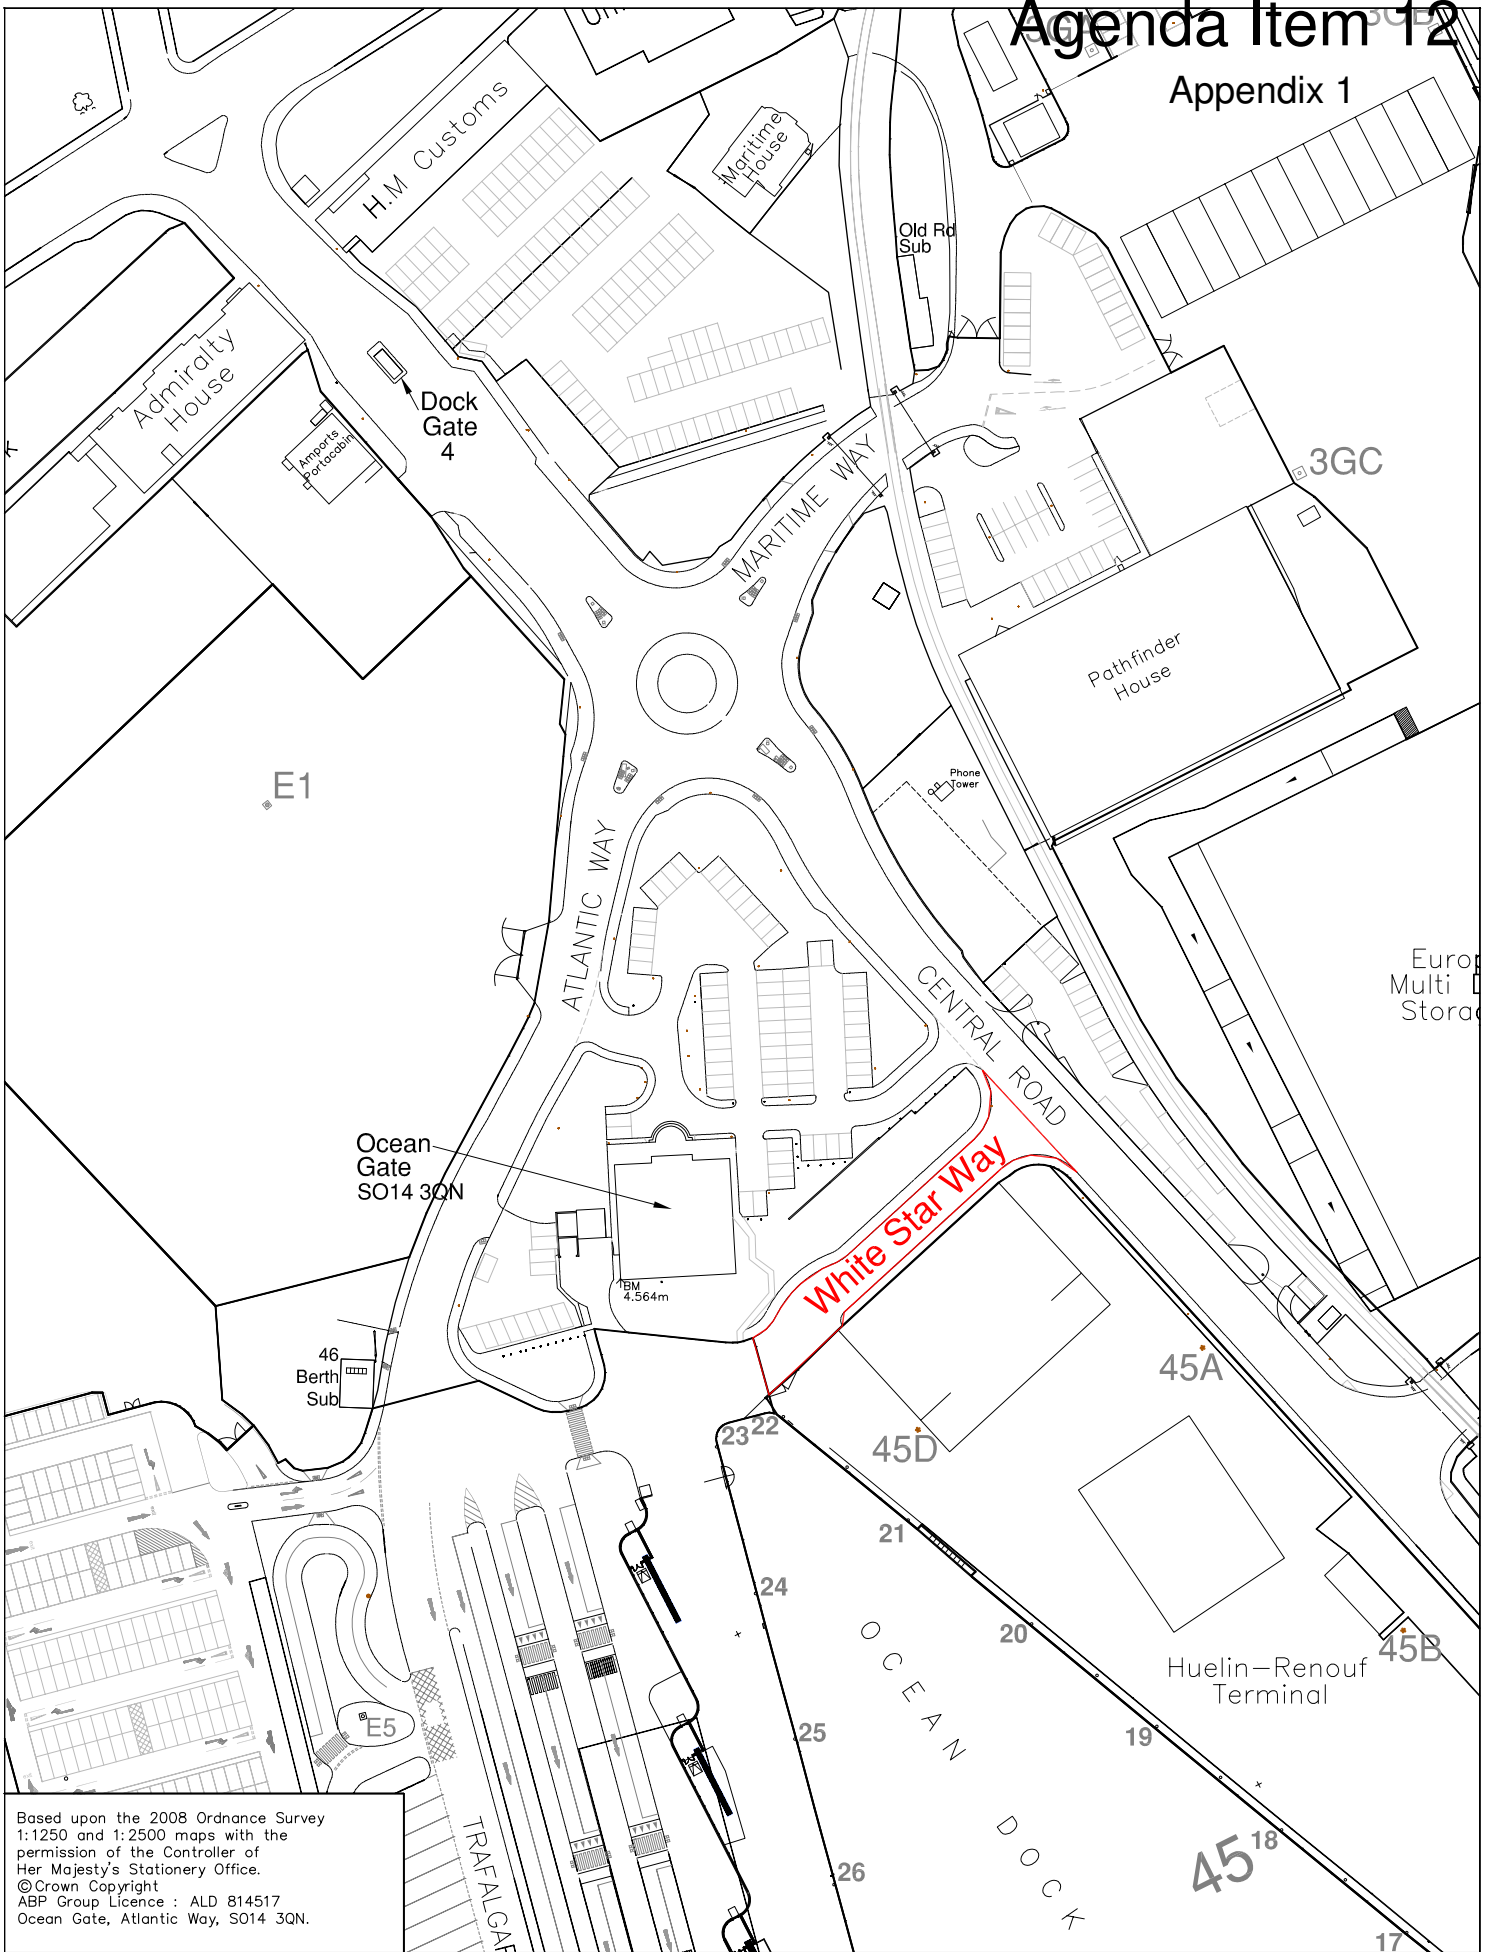 Agenda Item 12
Appendix 1
3GB
H.M Customs
Maritime
House
Old Rd
Sub
Admiralty
House
Dock
Gate
4
Amports
Portacabin
MARITIME WAY
3GC
Pathfinder
House
E1
Phone
Tower
ATLANTIC WAY
CENTRAL ROAD
Multi
Ocean
Gate
SO14 3QN
White Star Way
BM
4.564m
46
Berth
Sub
45A
45D
23
22
21
24
20
45B
Huelin-Renouf
Terminal
OCEAN DOCK
E5
25
19
18
45
26
17
Based upon the 2008 Ordnance Survey
1:1250 and 1:2500 maps with the
permission of the Controller of
Her Majesty's Stationery Office.
© Crown Copyright
ABP Group Licence : ALD 814517
Ocean Gate, Atlantic Way, SO14 3QN.
TRAFALGAR